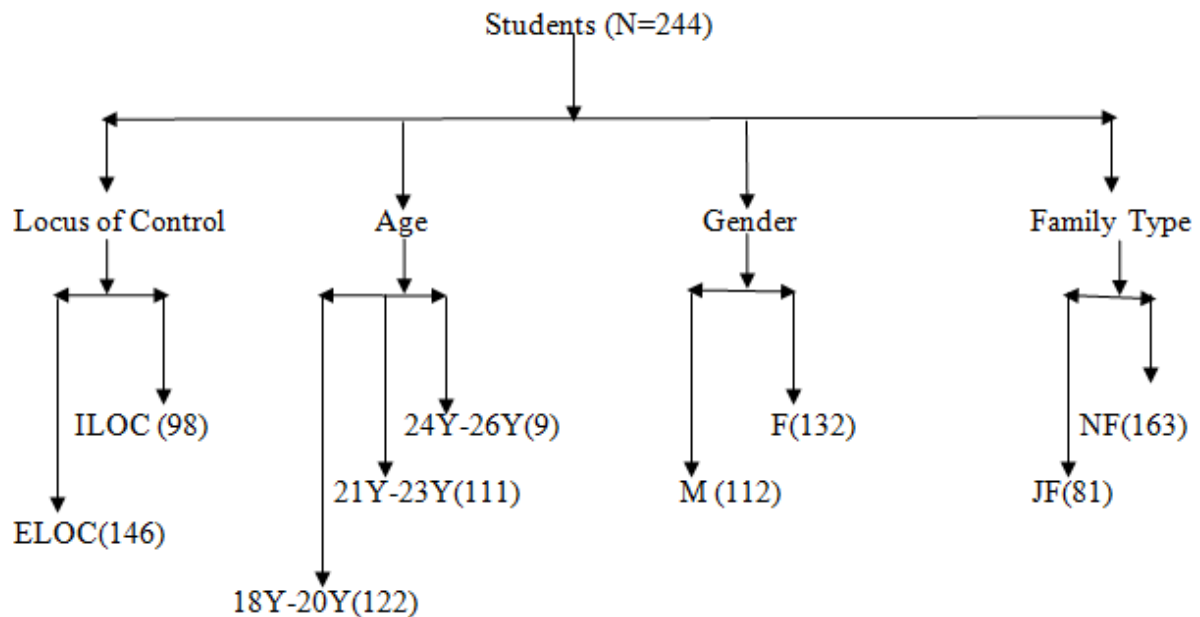 Students (N=244)
Locus of Control
Age
Gender
Family Type
ILOC (98)
24Y-26Y(9)
F(132)
NF(163)
21Y-23Y(111)
M (112)
JF(81)
ELOC(146)
18Y-20Y(122)